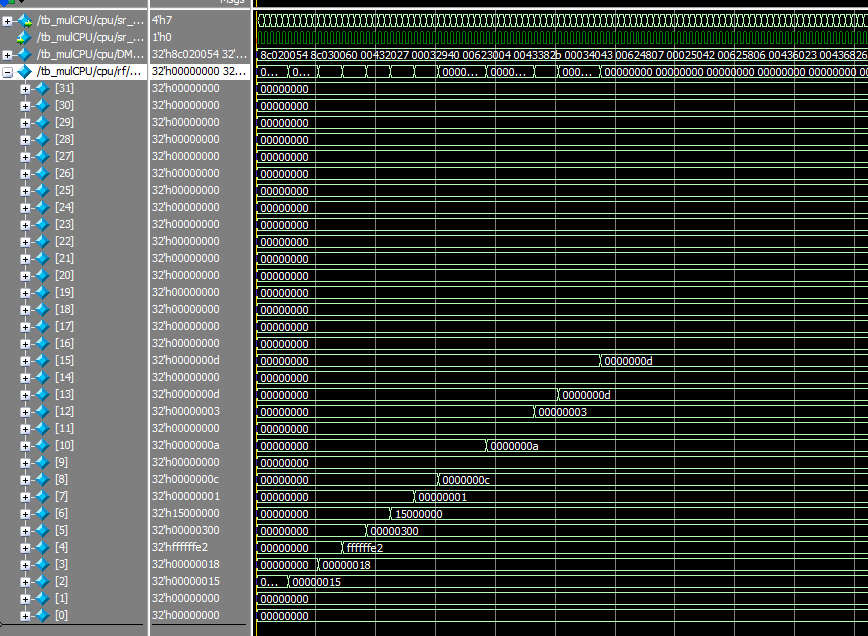 Msgs
/tb_mulCPU/cpu/sr_... 4'h7
/tb_mulCPU/cpu/sr_... 1'h0
/tb_mulCPU/cpu/DM... 32'h8c020054 32'... 8c020054 8c030060 00432027 00032940 00623004 0043382b 00034043 00624807 00032882 00625806 00436023 00436826
/tb_mulCPU/cpu/rf/... 32'h00000000 32... 0... 0... 0000... 0000... 000... 00000000 00000000 00000000 00000000 00000000 0
[31] 32'h00000000 00000000
[30] 32'h00000000 00000000
[29] 32'h00000000 00000000
[28] 32'h00000000 00000000
[27] 32'h00000000 00000000
[26] 32'h00000000 00000000
[25] 32'h00000000 00000000
[24] 32'h00000000 00000000
[23] 32'h00000000 00000000
[22] 32'h00000000 00000000
[21] 32'h00000000 00000000
[20] 32'h00000000 00000000
[19] 32'h00000000 00000000
[18] 32'h00000000 00000000
[17] 32'h00000000 00000000
[16] 32'h00000000 00000000
[15] 32'h0000000d 00000000 0000000d
[14] 32'h00000000 00000000
[13] 32'h0000000d 00000000 0000000d
[12] 32'h00000003 00000000 00000003
[11] 32'h00000000 00000000
[10] 32'h0000000a 00000000 0000000a
[9] 32'h00000000 00000000
[8] 32'h0000000c 00000000 0000000c
[7] 32'h00000001 00000000 00000001
[6] 32'h15000000 00000000 15000000
[5] 32'h00000300 00000000 00000300
[4] 32'hffffffe2 00000000 ffffffe2
[3] 32'h00000018 00000000 00000018
[2] 32'h00000015 0... 00000015
[1] 32'h00000000 00000000
[0] 32'h00000000 00000000